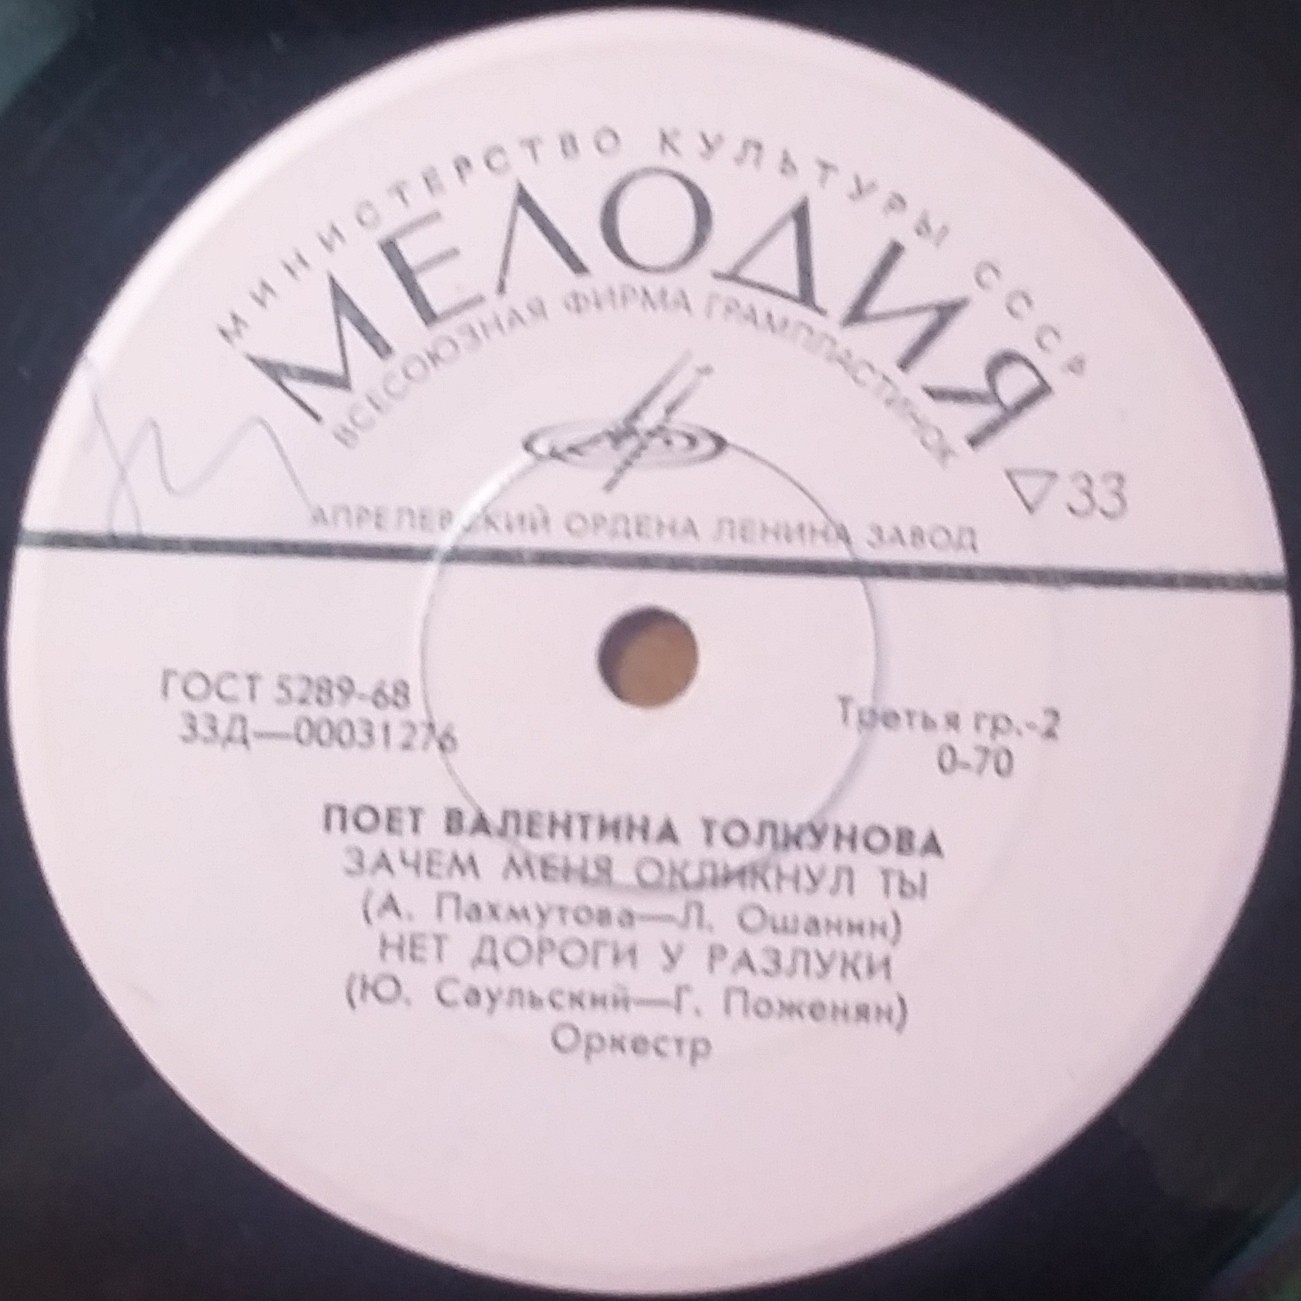 МИНИСТЕРСТВО КУЛЬТУРЫ СССР
МЕЛОДИЯ
ВСЕСОЮЗНАЯ ФИРМА ГРАМПЛАСТИНОК
▽33
АПРЕЛЕВСКИЙ ОРДЕНА ЛЕНИНА ЗАВОД
ГОСТ 5289-68
33Д—00031276
Третья гр.-2
0-70
ПОЕТ ВАЛЕНТИНА ТОЛКУНОВА
ЗАЧЕМ МЕНЯ ОКЛИКНУЛ ТЫ
(А. Пахмутова—Л. Ошанин)
НЕТ ДОРОГИ У РАЗЛУКИ
(Ю. Саульский—Г. Поженян)
Оркестр